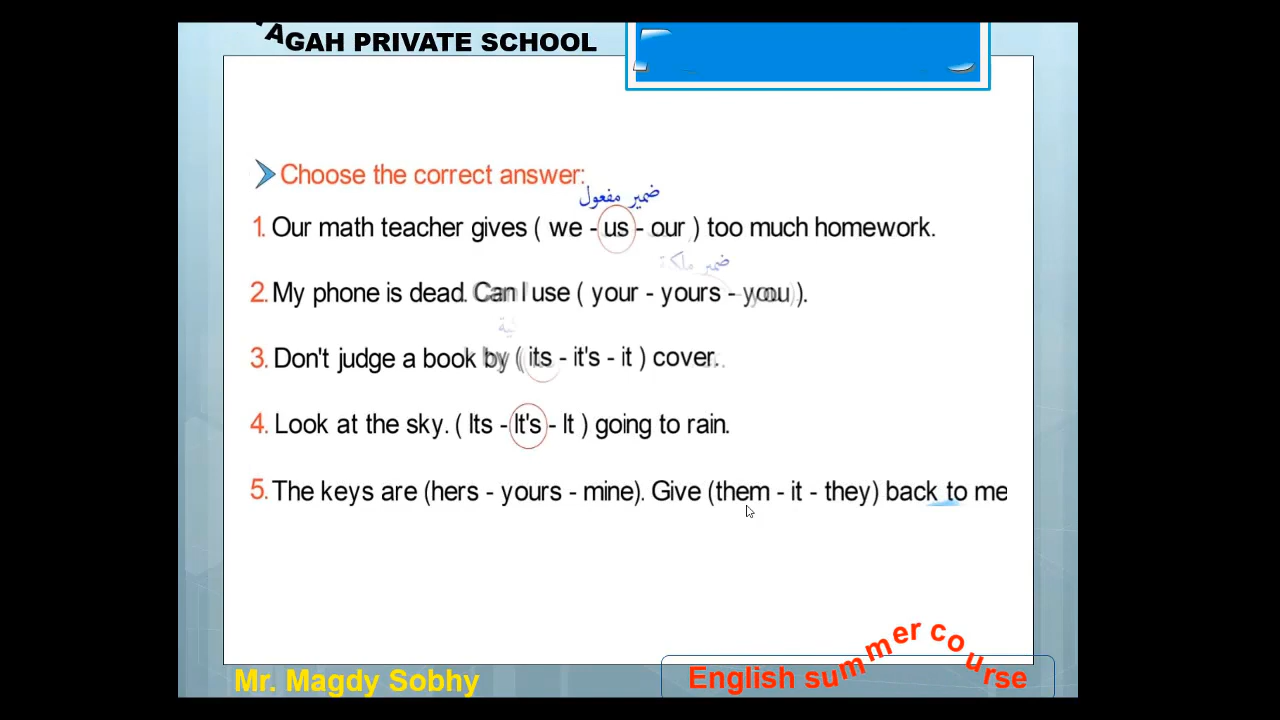 AGAH PRIVATE SCHOOL
Choose the correct answer:
ضمير مفعول
1. Our math teacher gives ( we - us - our ) too much homework.
ضمير ملكية
2. My phone is dead. Can I use ( your - yours - you ).
3. Don't judge a book by ( its - it's - it ) cover.
4. Look at the sky. ( Its - It's - It ) going to rain.
5. The keys are (hers - yours - mine). Give (them - it - they) back to me
Mr. Magdy Sobhy
English summer course